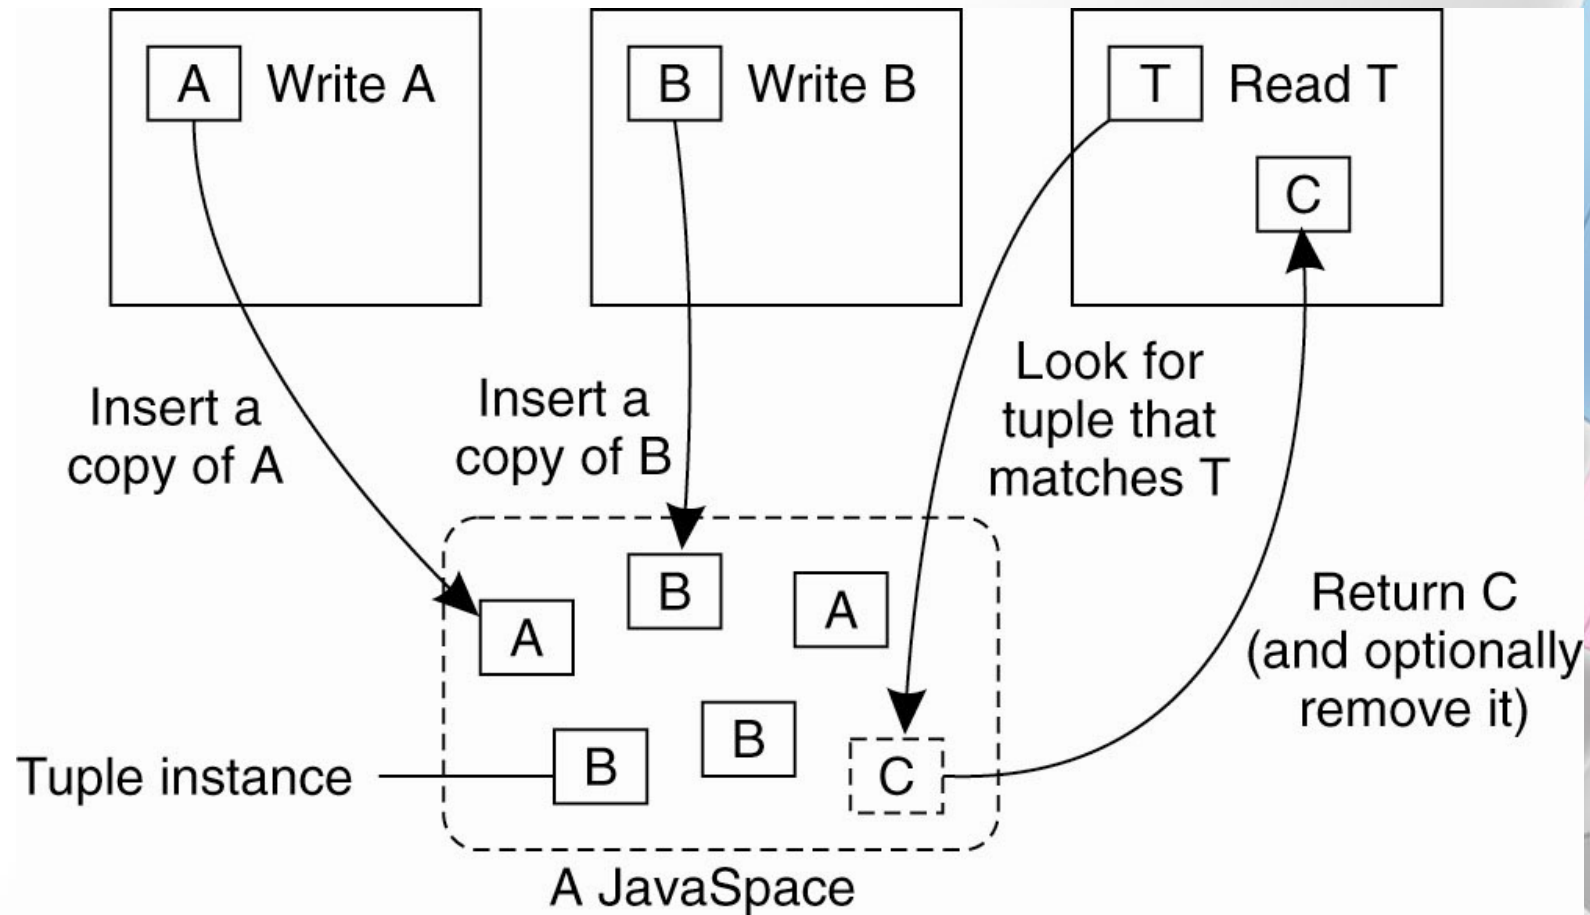 A Write A
B Write B
T Read T
C
Insert a
copy of A
Insert a
copy of B
Look for
tuple that
matches T
B
A
A
Return C
(and optionally
remove it)
B
Tuple instance
B
C
A JavaSpace